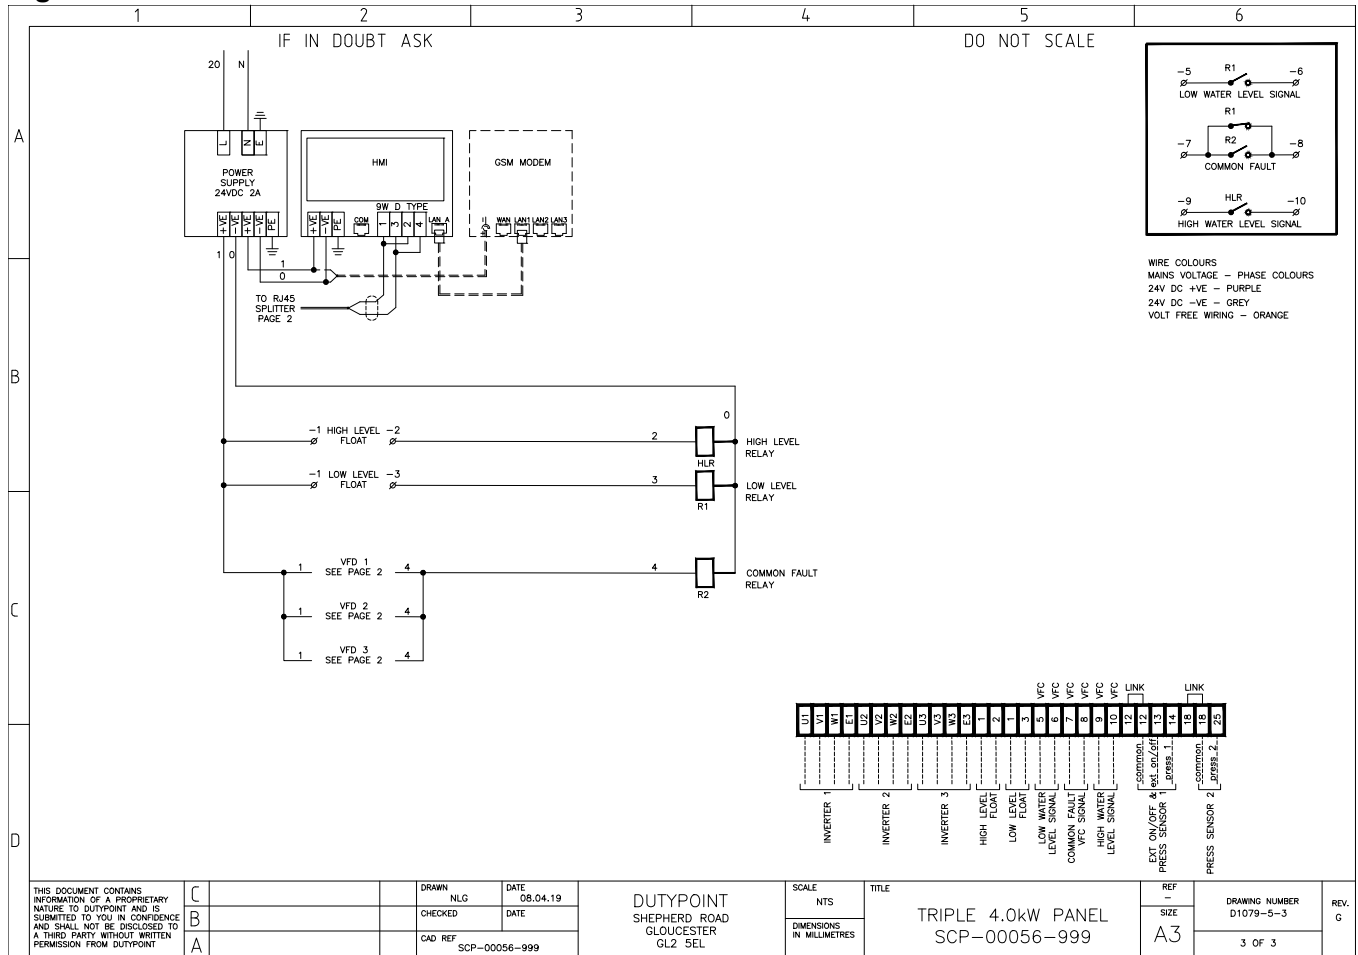 1 2 3 4 5 6
IF IN DOUBT ASK
DO NOT SCALE
A
B
C
D
20 N
L N E
POWER
SUPPLY
24VDC 2A
+VE -VE +VE -VE PE
1 0
1
0
HMI
9W D TYPE
+VE -VE PE
COM
1 3 2 4
LAN A
GSM MODEM
WAN LAN1 LAN2 LAN3
TO RJ45
SPLITTER
PAGE 2
-5 R1 -6
LOW WATER LEVEL SIGNAL
R1
-7 R2 -8
COMMON FAULT
-9 HLR -10
HIGH WATER LEVEL SIGNAL
WIRE COLOURS
MAINS VOLTAGE - PHASE COLOURS
24V DC +VE - PURPLE
24V DC -VE - GREY
VOLT FREE WIRING - ORANGE
0
-1 HIGH LEVEL -2
FLOAT
2
HLR
HIGH LEVEL
RELAY
-1 LOW LEVEL -3
FLOAT
3
R1
LOW LEVEL
RELAY
1 VFD 1 4
SEE PAGE 2
4
R2
COMMON FAULT
RELAY
1 VFD 2 4
SEE PAGE 2
1 VFD 3 4
SEE PAGE 2
VFC VFC VFC VFC VFC VFC
LINK LINK
U1 V1 W1 E1 U2 V2 W2 E2 U3 V3 W3 E3 1 2 1 3 5 6 7 8 9 10 12 12 13 14 18 18 25
common
ext on/off
press 1
common
press 2
INVERTER 1
INVERTER 2
INVERTER 3
HIGH LEVEL
FLOAT
LOW LEVEL
FLOAT
LOW WATER
LEVEL SIGNAL
COMMON FAULT
VFC SIGNAL
HIGH WATER
LEVEL SIGNAL
EXT ON/OFF &
PRESS SENSOR 1
PRESS SENSOR 2
THIS DOCUMENT CONTAINS
INFORMATION OF A PROPRIETARY
NATURE TO DUTYPOINT AND IS
SUBMITTED TO YOU IN CONFIDENCE
AND SHALL NOT BE DISCLOSED TO
A THIRD PARTY WITHOUT WRITTEN
PERMISSION FROM DUTYPOINT
C
B
A
DRAWN
NLG
DATE
08.04.19
CHECKED
DATE
CAD REF
SCP-00056-999
DUTYPOINT
SHEPHERD ROAD
GLOUCESTER
GL2 5EL
SCALE
NTS
DIMENSIONS
IN MILLIMETRES
TITLE
TRIPLE 4.0kW PANEL
SCP-00056-999
REF
-
SIZE
A3
DRAWING NUMBER
D1079-5-3
3 OF 3
REV.
G